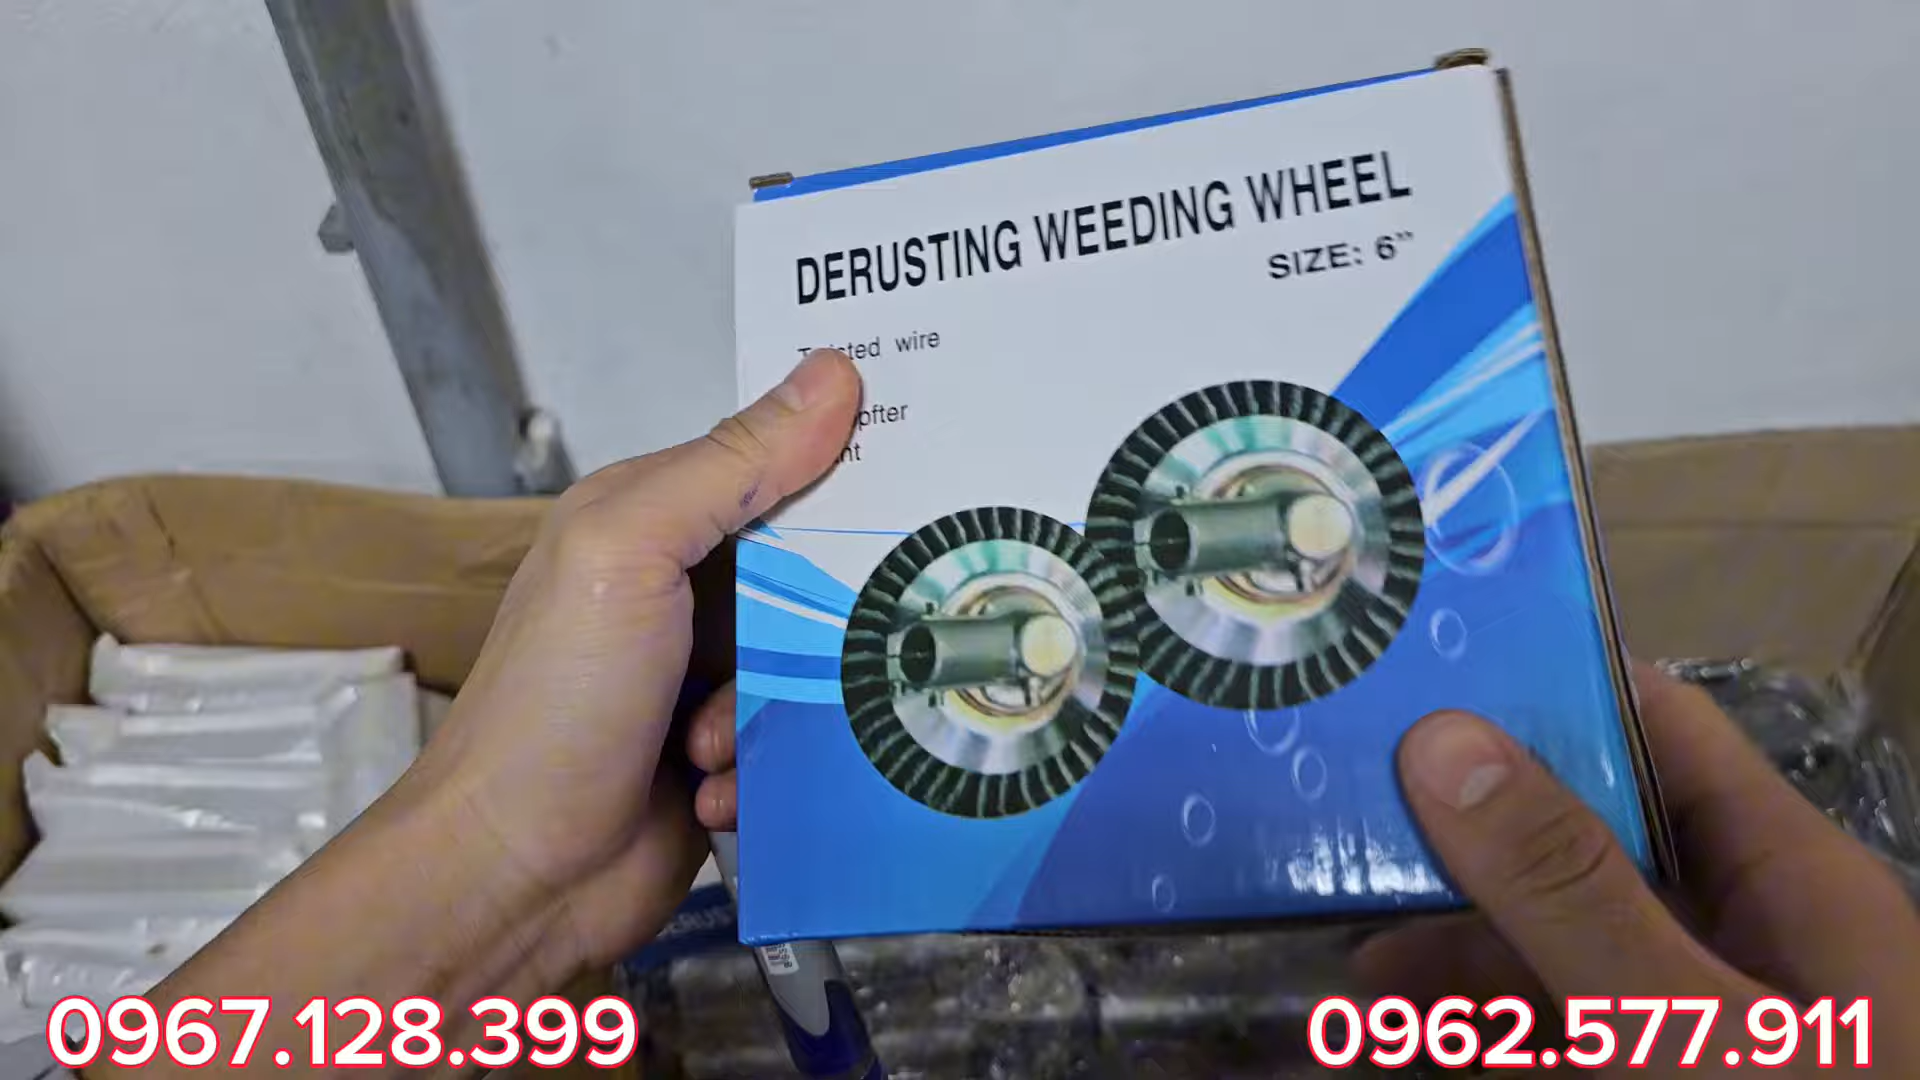 DERUSTING WEEDING WHEEL
SIZE: 6”
wire
0967.128.399
0962.577.911